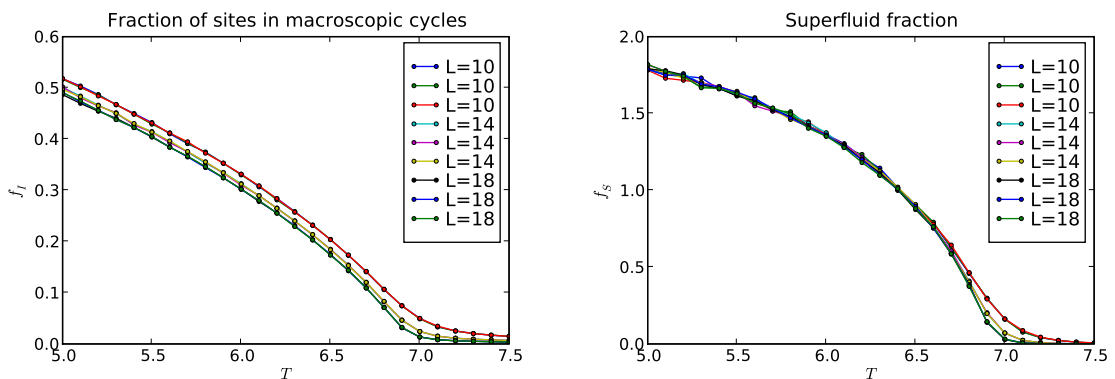 Fraction of sites in macroscopic cycles
0.6
0.5
0.4
0.3
0.2
0.1
0.0
f_I
5.0 5.5 6.0 6.5 7.0 7.5
T
L=10
L=10
L=10
L=14
L=14
L=14
L=18
L=18
L=18
Superfluid fraction
2.0
1.5
1.0
0.5
0.0
f_S
5.0 5.5 6.0 6.5 7.0 7.5
T
L=10
L=10
L=10
L=14
L=14
L=14
L=18
L=18
L=18